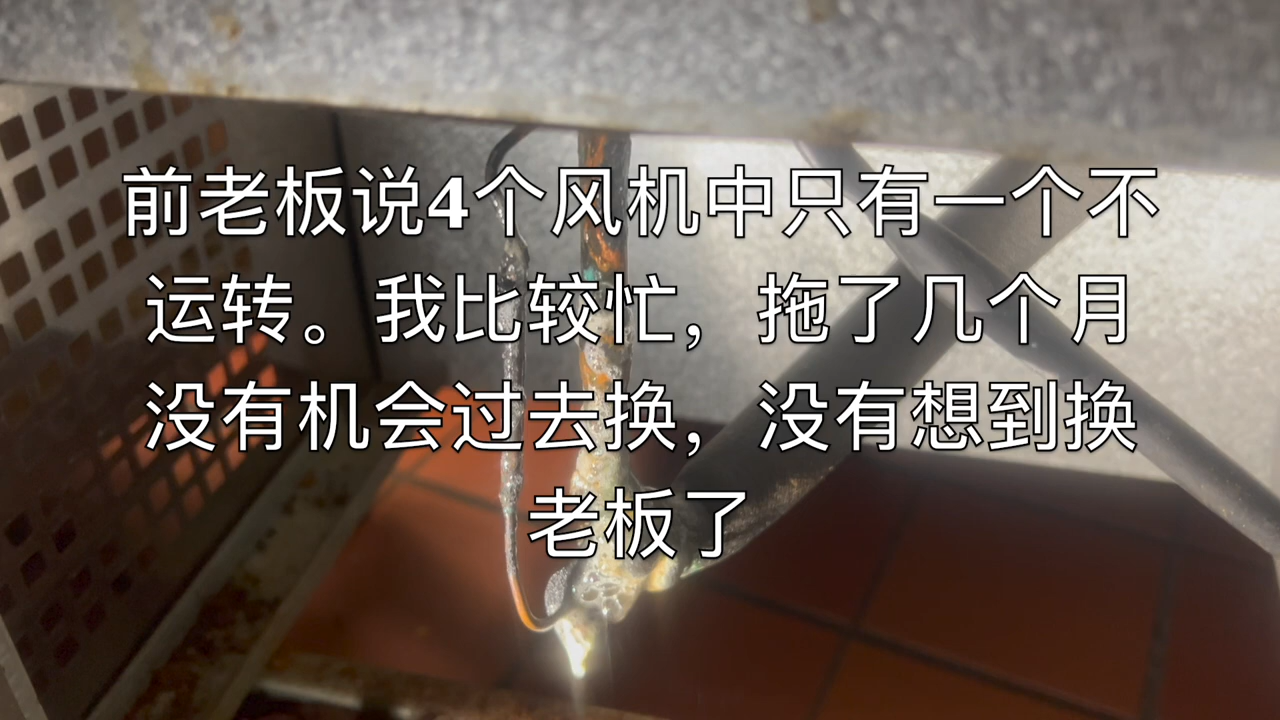 前老板说4个风机中只有一个不
运转。我比较忙，拖了几个月
没有机会过去换，没有想到换
老板了